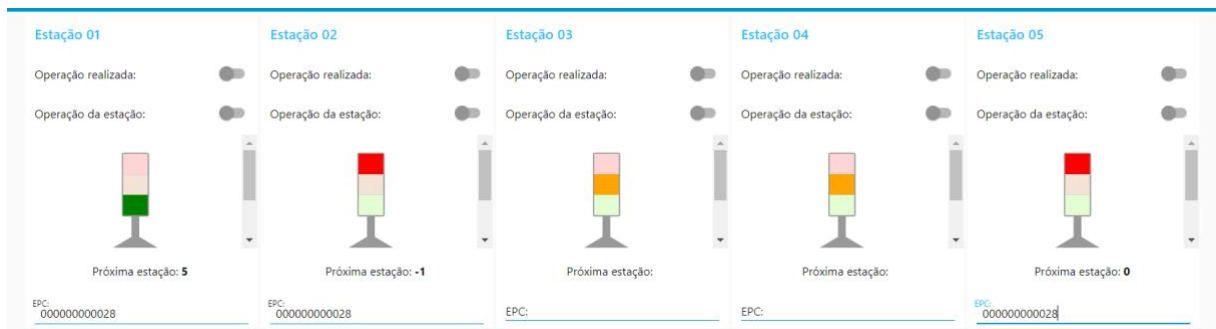 Estação 01
Operação realizada:
Operação da estação:
Próxima estação: 5
EPC:
000000000028
Estação 02
Operação realizada:
Operação da estação:
Próxima estação: -1
EPC:
000000000028
Estação 03
Operação realizada:
Operação da estação:
Próxima estação:
EPC:
Estação 04
Operação realizada:
Operação da estação:
Próxima estação:
EPC:
Estação 05
Operação realizada:
Operação da estação:
Próxima estação: 0
EPC:
000000000028